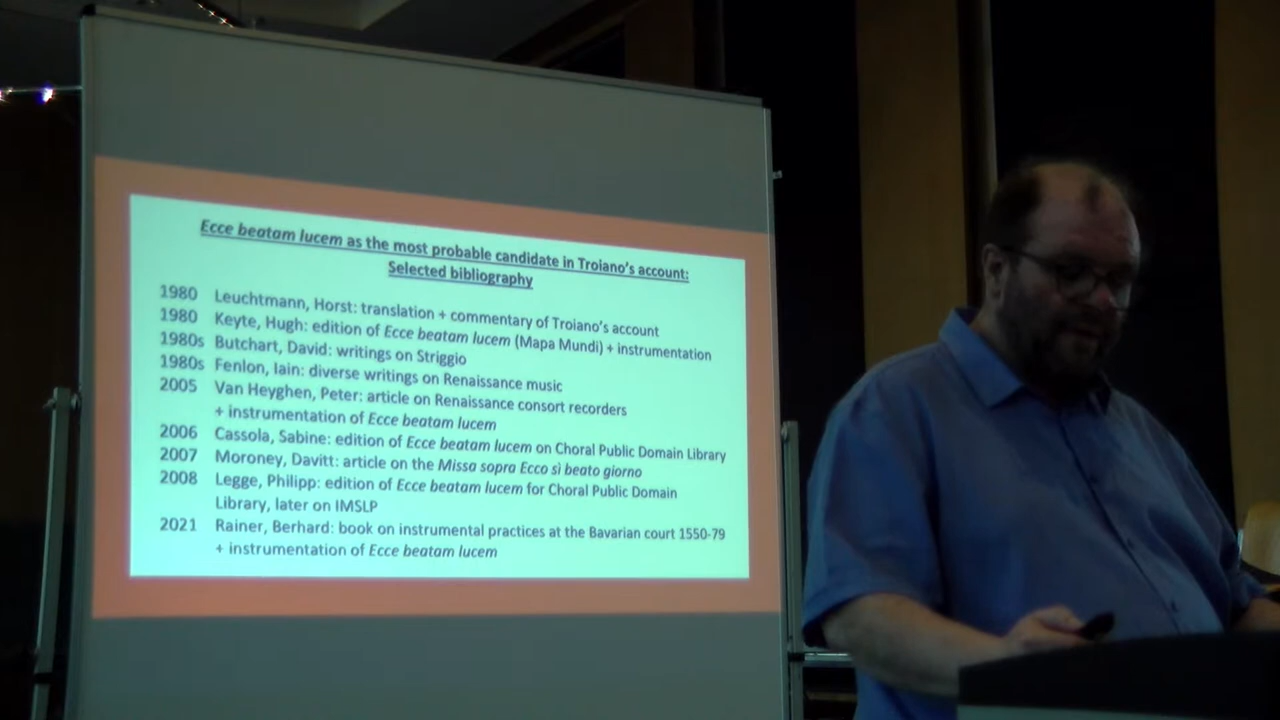 Ecce beatam lucem as the most probable candidate in Troiano's account:
Selected bibliography
1980 Leuchtmann, Horst: translation + commentary of Troiano's account
1980 Keyte, Hugh: edition of Ecce beatam lucem (Mapa Mundi) + instrumentation
1980s Butchart, David: writings on Striggio
1980s Fenlon, Iain: diverse writings on Renaissance music
2005 Van Heyghen, Peter: article on Renaissance consort recorders
+ instrumentation of Ecce beatam lucem
2006 Cassola, Sabine: edition of Ecce beatam lucem on Choral Public Domain Library
2007 Moroney, Davitt: article on the Missa sopra Ecco sì beato giorno
2008 Legge, Philipp: edition of Ecce beatam lucem for Choral Public Domain
Library, later on IMSLP
2021 Rainer, Berhard: book on instrumental practices at the Bavarian court 1550-79
+ instrumentation of Ecce beatam lucem